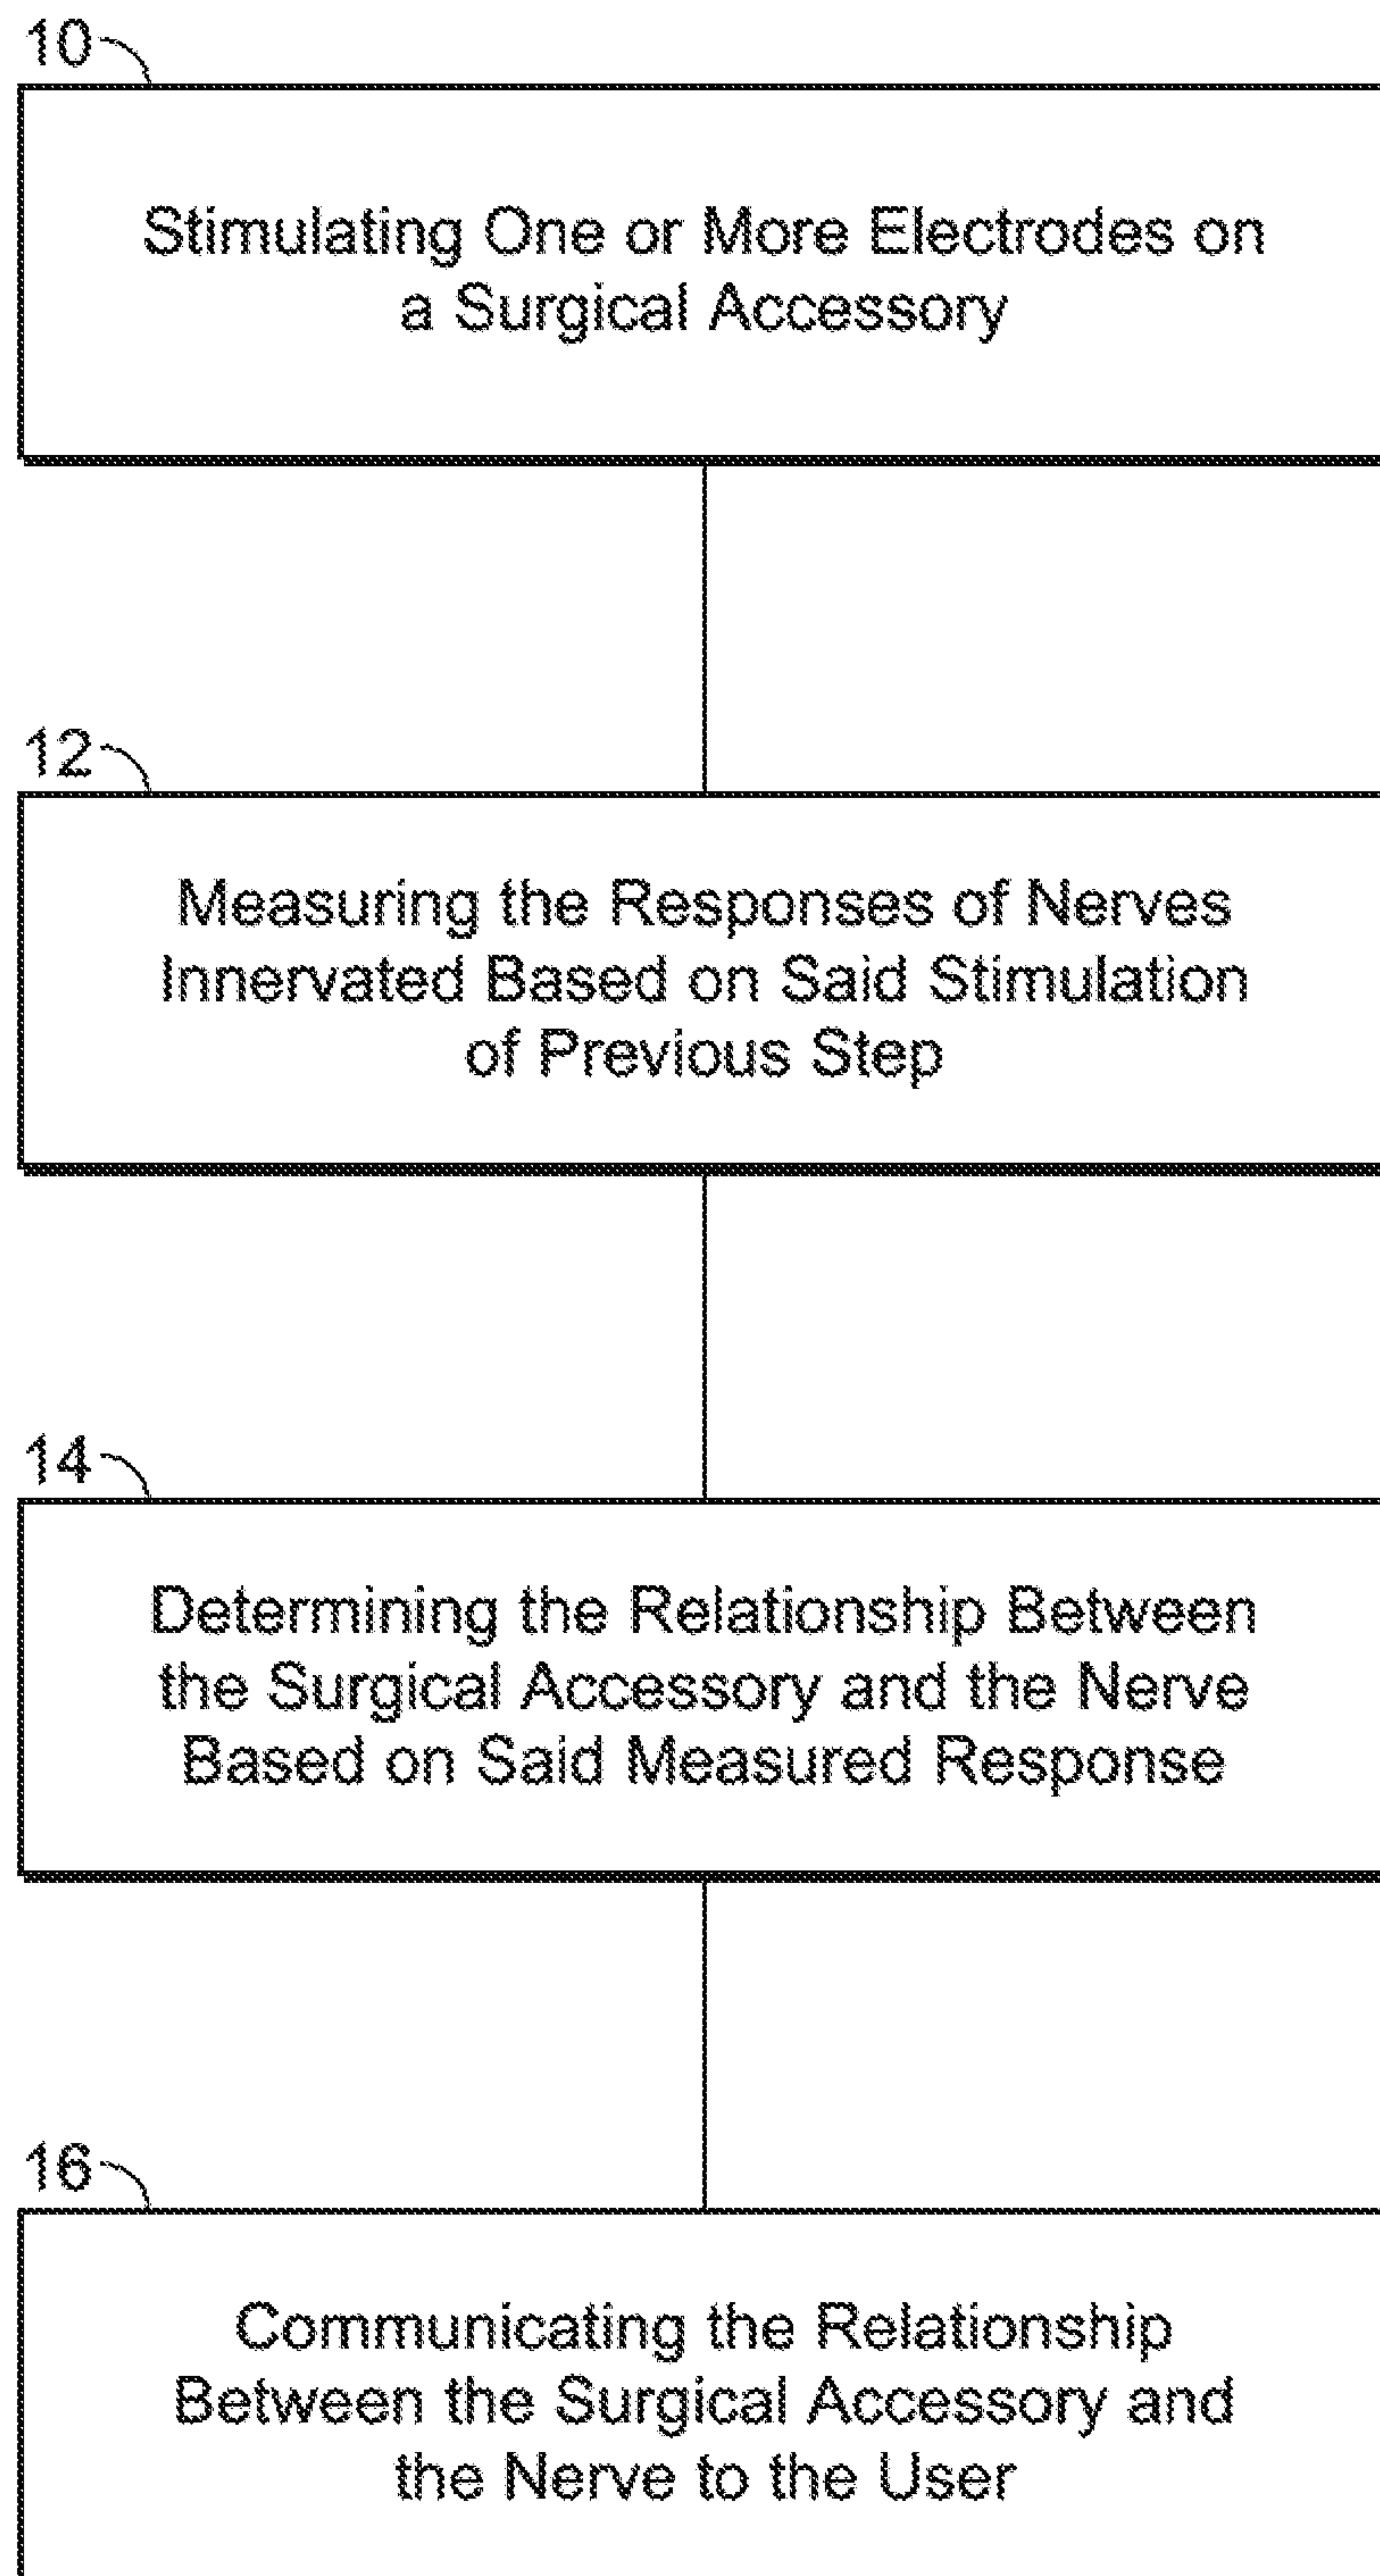 10
Stimulating One or More Electrodes on
a Surgical Accessory
12
Measuring the Responses of Nerves
Innervated Based on Said Stimulation
of Previous Step
14
Determining the Relationship Between
the Surgical Accessory and the Nerve
Based on Said Measured Response
16
Communicating the Relationship
Between the Surgical Accessory and
the Nerve to the User